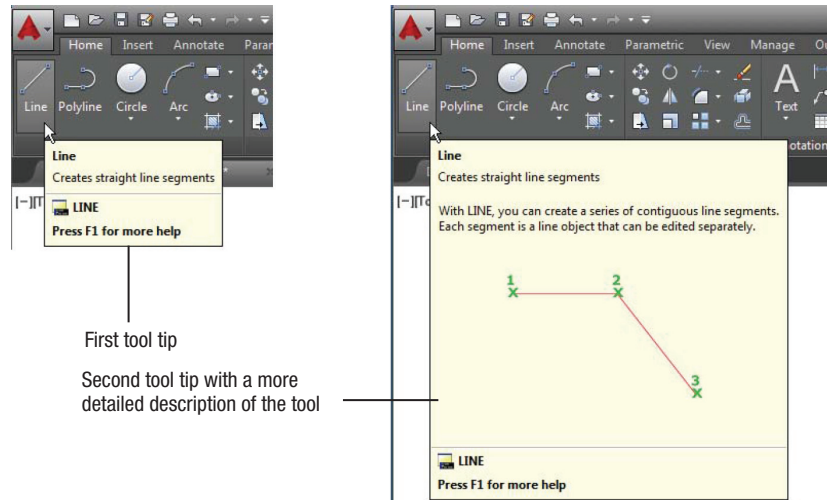 Home Insert Annotate Parar
Line Polyline Circle Arc
Line
Creates straight line segments
LINE
Press F1 for more help
[−][T
First tool tip
Second tool tip with a more
detailed description of the tool
Home Insert Annotate Parametric View Manage Ou
Line Polyline Circle Arc Text
otation
Line
Creates straight line segments
[−][To
With LINE, you can create a series of contiguous line segments.
Each segment is a line object that can be edited separately.
1 2
3
LINE
Press F1 for more help